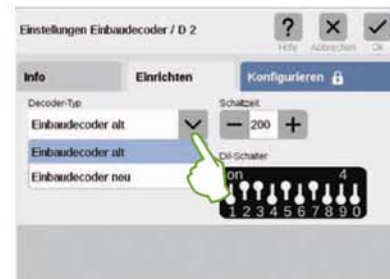 Einstellungen Einbaudecoder / D 2
Hilfe Abbrechen Ok
Info Einrichten Konfigurieren
Decoder-Typ Schaltzeit
Einbaudecoder alt 200
Einbaudecoder alt Dil-Schalter
Einbaudecoder neu on 4
1 2 3 4 5 6 7 8 9 0